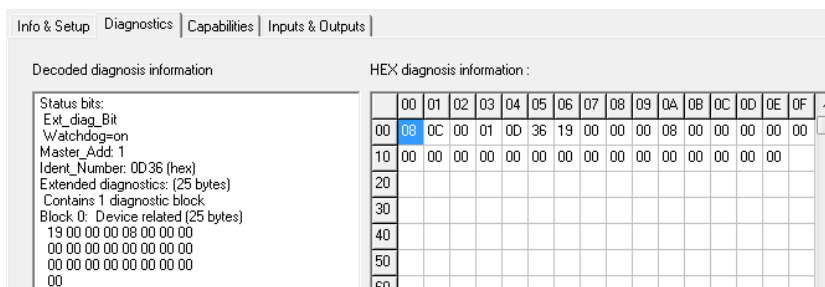 Info & Setup Diagnostics Capabilities Inputs & Outputs
Decoded diagnosis information
Status bits:
Ext_diag_Bit
Watchdog=on
Master_Add: 1
Ident_Number: 0D36 (hex)
Extended diagnostics: (25 bytes)
Contains 1 diagnostic block
Block 0: Device related (25 bytes)
19 00 00 00 08 00 00 00
00 00 00 00 00 00 00 00
00 00 00 00 00 00 00 00
00
HEX diagnosis information :
00 01 02 03 04 05 06 07 08 09 0A 0B 0C 0D 0E 0F
00 08 0C 00 01 0D 36 19 00 00 00 08 00 00 00 00 00
10 00 00 00 00 00 00 00 00 00 00 00 00 00 00 00
20
30
40
50
60